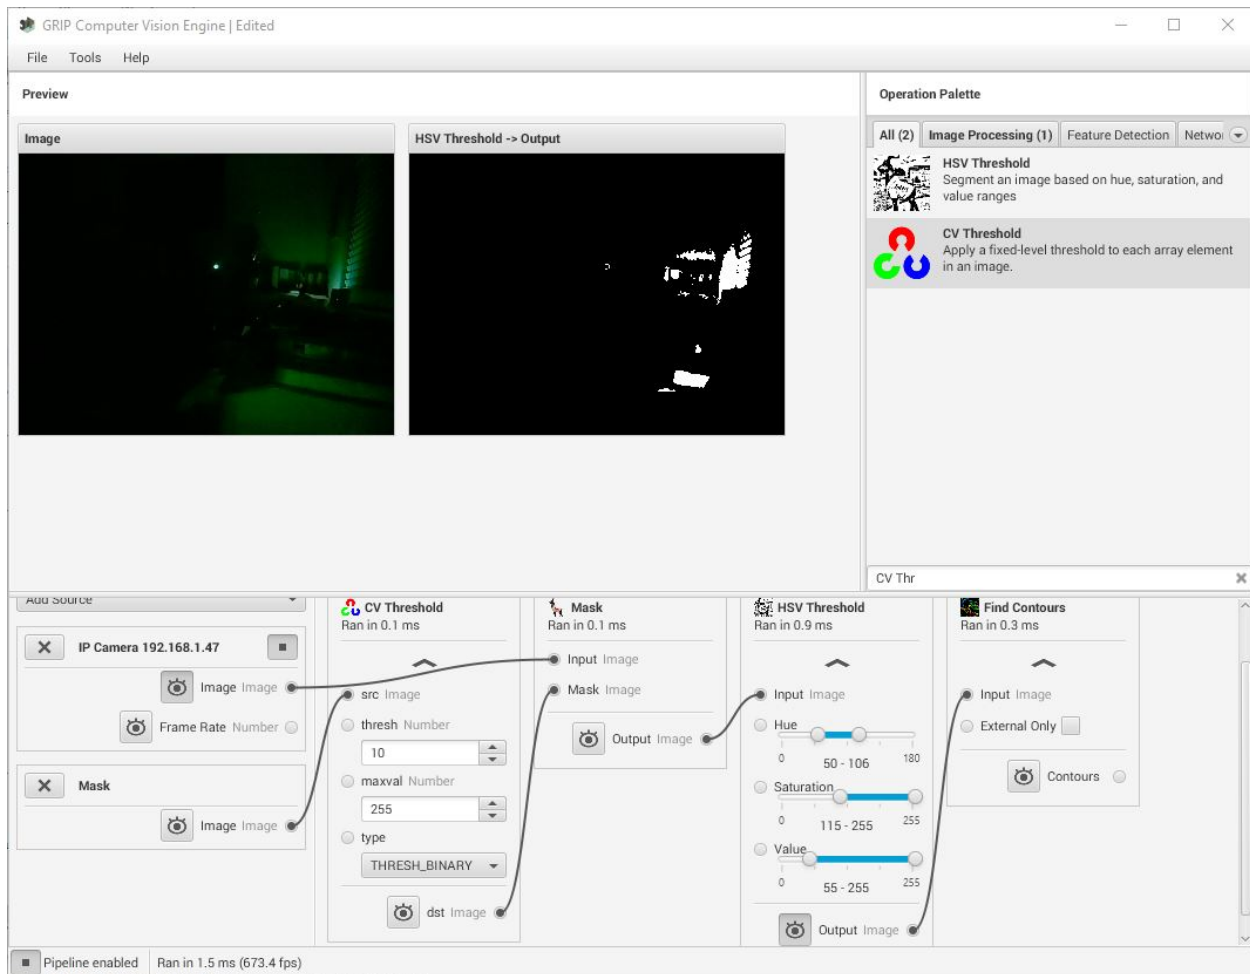 GRIP Computer Vision Engine | Edited
File Tools Help
Preview
Image
HSV Threshold -> Output
Operation Palette
All (2) Image Processing (1) Feature Detection Netwo
HSV Threshold
Segment an image based on hue, saturation, and
value ranges
CV Threshold
Apply a fixed-level threshold to each array element
in an image.
CV Thr
Add Source
IP Camera 192.168.1.47
Image Image
Frame Rate Number
Mask
Image Image
CV Threshold
Ran in 0.1 ms
src Image
thresh Number
10
maxval Number
255
type
THRESH_BINARY
dst Image
Mask
Ran in 0.1 ms
Input Image
Mask Image
Output Image
HSV Threshold
Ran in 0.9 ms
Input Image
Hue
0 50 - 106 180
Saturation
0 115 - 255 255
Value
0 55 - 255 255
Output Image
Find Contours
Ran in 0.3 ms
Input Image
External Only
Contours
Pipeline enabled Ran in 1.5 ms (673.4 fps)